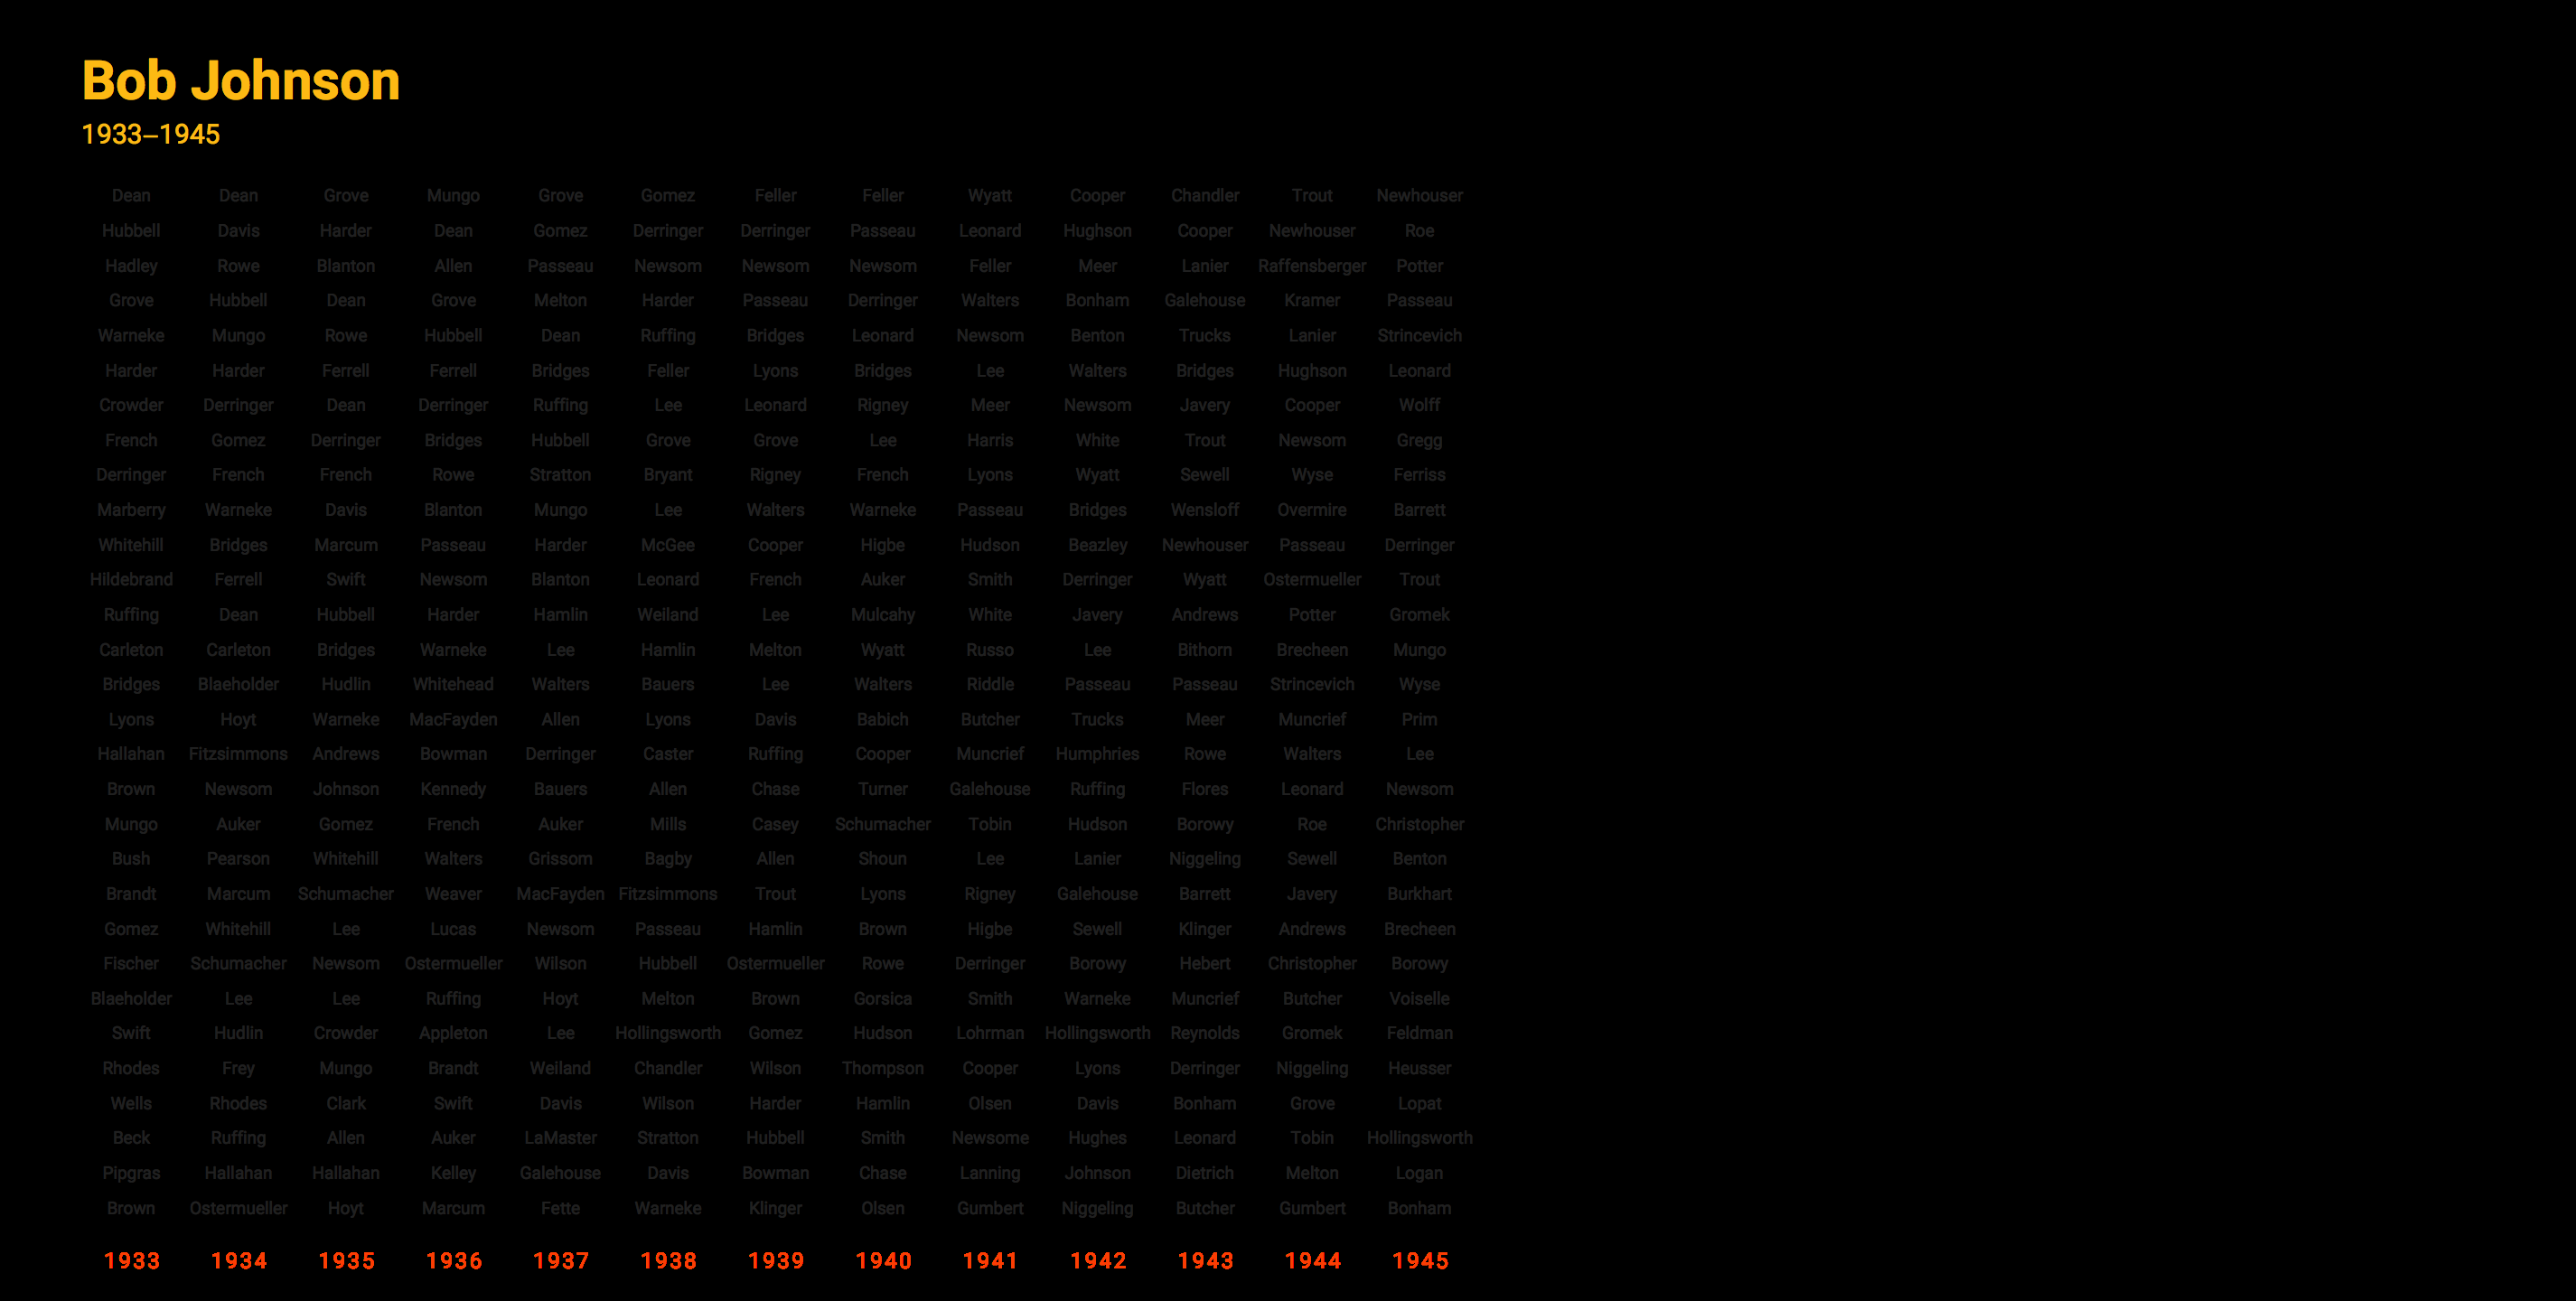 Bob Johnson
1933–1945
Dean Dean Grove Mungo Grove Gomez Feller Feller Wyatt Cooper Chandler Trout Newhouser
Hubbell Davis Harder Dean Gomez Derringer Derringer Passeau Leonard Hughson Cooper Newhouser Roe
Hadley Rowe Blanton Allen Passeau Newsom Newsom Newsom Feller Meer Lanier Raffensberger Potter
Grove Hubbell Dean Grove Melton Harder Passeau Derringer Walters Bonham Galehouse Kramer Passeau
Warneke Mungo Rowe Hubbell Dean Ruffing Bridges Leonard Newsom Benton Trucks Lanier Strincevich
Harder Harder Ferrell Ferrell Bridges Feller Lyons Bridges Lee Walters Bridges Hughson Leonard
Crowder Derringer Dean Derringer Ruffing Lee Leonard Rigney Meer Newsom Javery Cooper Wolff
French Gomez Derringer Bridges Hubbell Grove Grove Lee Harris White Trout Newsom Gregg
Derringer French French Rowe Stratton Bryant Rigney French Lyons Wyatt Sewell Wyse Ferriss
Marberry Warneke Davis Blanton Mungo Lee Walters Warneke Passeau Bridges Wensloff Overmire Barrett
Whitehill Bridges Marcum Passeau Harder McGee Cooper Higbe Hudson Beazley Newhouser Passeau Derringer
Hildebrand Ferrell Swift Newsom Blanton Leonard French Auker Smith Derringer Wyatt Ostermueller Trout
Ruffing Dean Hubbell Harder Hamlin Weiland Lee Mulcahy White Javery Andrews Potter Gromek
Carleton Carleton Bridges Warneke Lee Hamlin Melton Wyatt Russo Lee Bithorn Brecheen Mungo
Bridges Blaeholder Hudlin Whitehead Walters Bauers Lee Walters Riddle Passeau Passeau Strincevich Wyse
Lyons Hoyt Warneke MacFayden Allen Lyons Davis Babich Butcher Trucks Meer Muncrief Prim
Hallahan Fitzsimmons Andrews Bowman Derringer Caster Ruffing Cooper Muncrief Humphries Rowe Walters Lee
Brown Newsom Johnson Kennedy Bauers Allen Chase Turner Galehouse Ruffing Flores Leonard Newsom
Mungo Auker Gomez French Auker Mills Casey Schumacher Tobin Hudson Borowy Roe Christopher
Bush Pearson Whitehill Walters Grissom Bagby Allen Shoun Lee Lanier Niggeling Sewell Benton
Brandt Marcum Schumacher Weaver MacFayden Fitzsimmons Trout Lyons Rigney Galehouse Barrett Javery Burkhart
Gomez Whitehill Lee Lucas Newsom Passeau Hamlin Brown Higbe Sewell Klinger Andrews Brecheen
Fischer Schumacher Newsom Ostermueller Wilson Hubbell Ostermueller Rowe Derringer Borowy Hebert Christopher Borowy
Blaeholder Lee Lee Ruffing Hoyt Melton Brown Gorsica Smith Warneke Muncrief Butcher Voiselle
Swift Hudlin Crowder Appleton Lee Hollingsworth Gomez Hudson Lohrman Hollingsworth Reynolds Gromek Feldman
Rhodes Frey Mungo Brandt Weiland Chandler Wilson Thompson Cooper Lyons Derringer Niggeling Heusser
Wells Rhodes Clark Swift Davis Wilson Harder Hamlin Olsen Davis Bonham Grove Lopat
Beck Ruffing Allen Auker LaMaster Stratton Hubbell Smith Newsome Hughes Leonard Tobin Hollingsworth
Pipgras Hallahan Hallahan Kelley Galehouse Davis Bowman Chase Lanning Johnson Dietrich Melton Logan
Brown Ostermueller Hoyt Marcum Fette Warneke Klinger Olsen Gumbert Niggeling Butcher Gumbert Bonham
1933 1934 1935 1936 1937 1938 1939 1940 1941 1942 1943 1944 1945